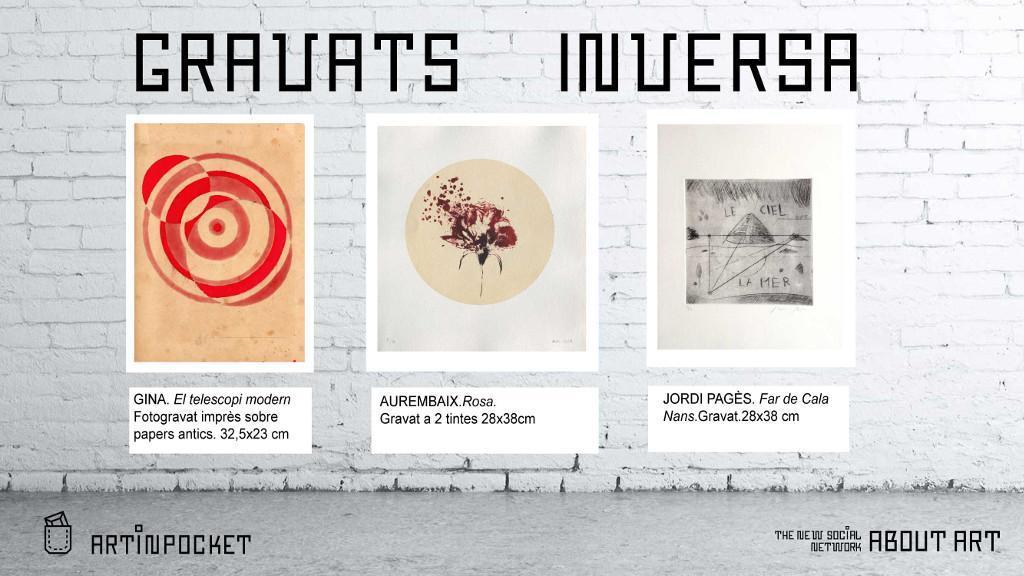 GRAVATS INVERSA
LE CIEL
LA MER
GINA. El telescopi modern
Fotogravat imprès sobre
papers antics. 32,5x23 cm
AUREMBAIX.Rosa.
Gravat a 2 tintes 28x38cm
JORDI PAGÈS. Far de Cala
Nans.Gravat.28x38 cm
ARTINPOCKET
THE NEW SOCIAL
NETWORK
ABOUT ART